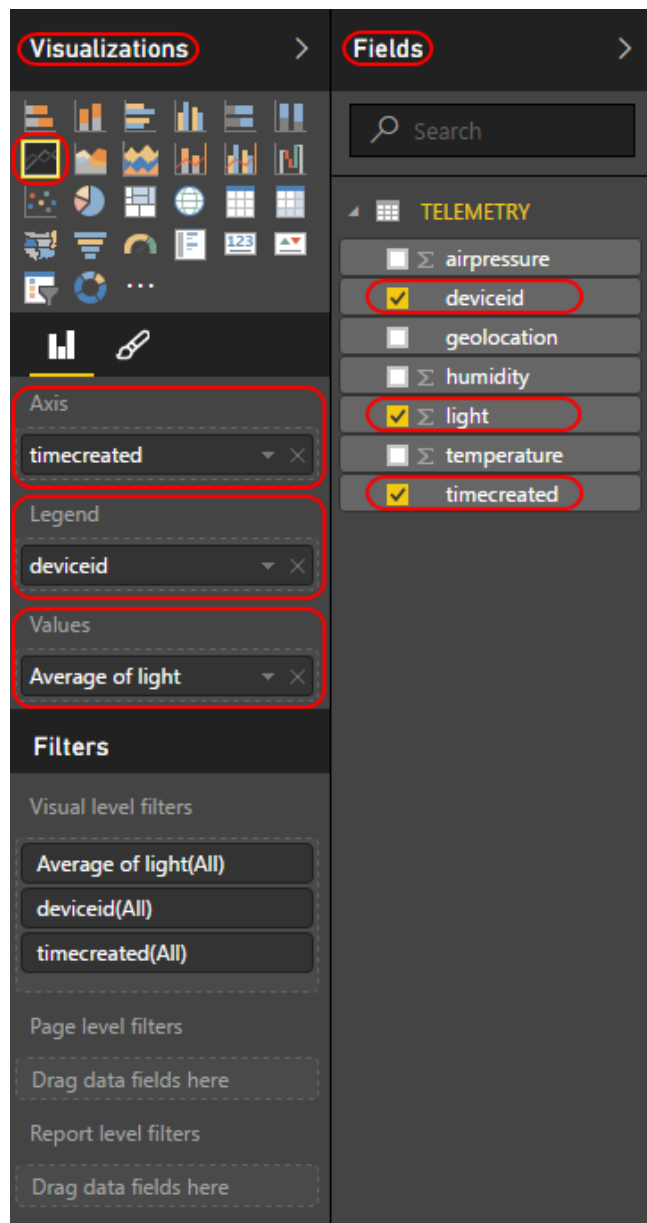 Visualizations
123
Axis
timecreated
Legend
deviceid
Values
Average of light
Filters
Visual level filters
Average of light(All)
deviceid(All)
timecreated(All)
Page level filters
Drag data fields here
Report level filters
Drag data fields here
Fields
Search
TELEMETRY
Σ airpressure
deviceid
geolocation
Σ humidity
Σ light
Σ temperature
timecreated